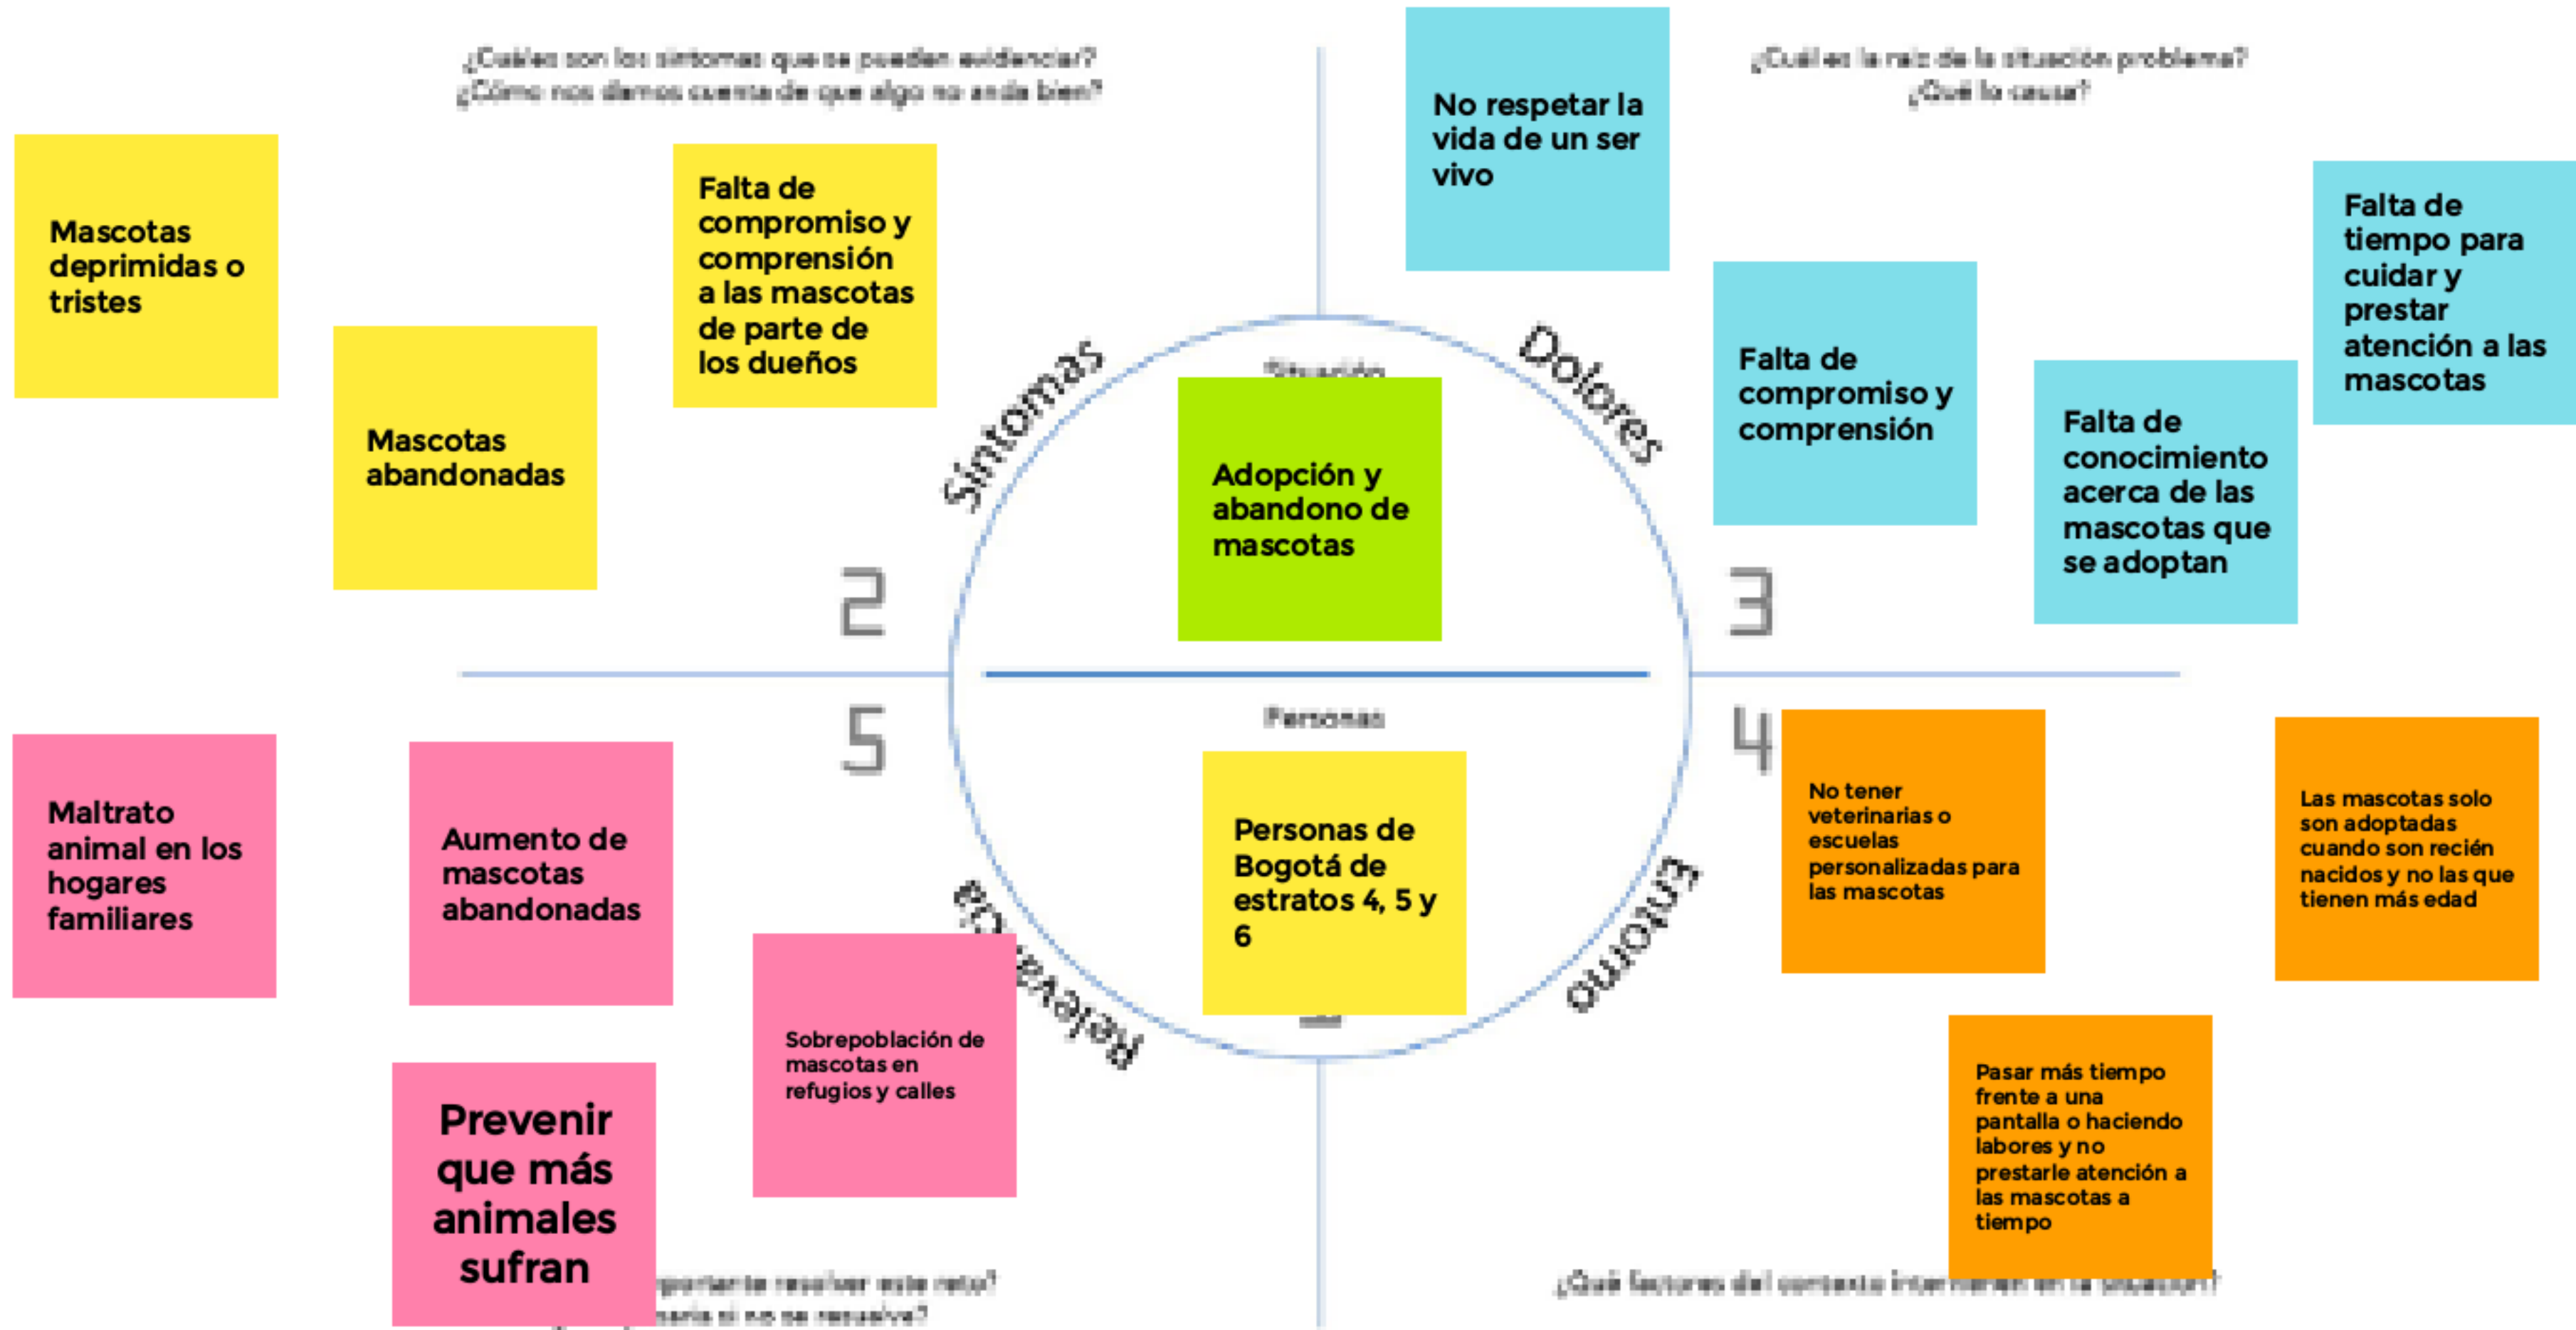 ¿Cuáles son los síntomas que se pueden evidenciar?
¿Cómo nos damos cuenta de que algo no anda bien?
Mascotas
deprimidas o
tristes
Mascotas
abandonadas
Falta de
compromiso y
comprensión
a las mascotas
de parte de
los dueños
Síntomas
2
¿Cuál es la raíz de la situación problema?
¿Qué lo causa?
No respetar la
vida de un ser
vivo
Falta de
compromiso y
comprensión
Falta de
conocimiento
acerca de las
mascotas que
se adoptan
Falta de
tiempo para
cuidar y
prestar
atención a las
mascotas
Dolores
3
Situación
Adopción y
abandono de
mascotas
Personas
Personas de
Bogotá de
estratos 4, 5 y
6
5
Maltrato
animal en los
hogares
familiares
Aumento de
mascotas
abandonadas
Sobrepoblación de
mascotas en
refugios y calles
Prevenir
que más
animales
sufran
resolver este reto?
si no se resuelve?
4
Entorno
No tener
veterinarias o
escuelas
personalizadas para
las mascotas
Las mascotas solo
son adoptadas
cuando son recién
nacidos y no las que
tienen más edad
Pasar más tiempo
frente a una
pantalla o haciendo
labores y no
prestarle atención a
las mascotas a
tiempo
¿Qué factores del contexto intervienen en la situación?